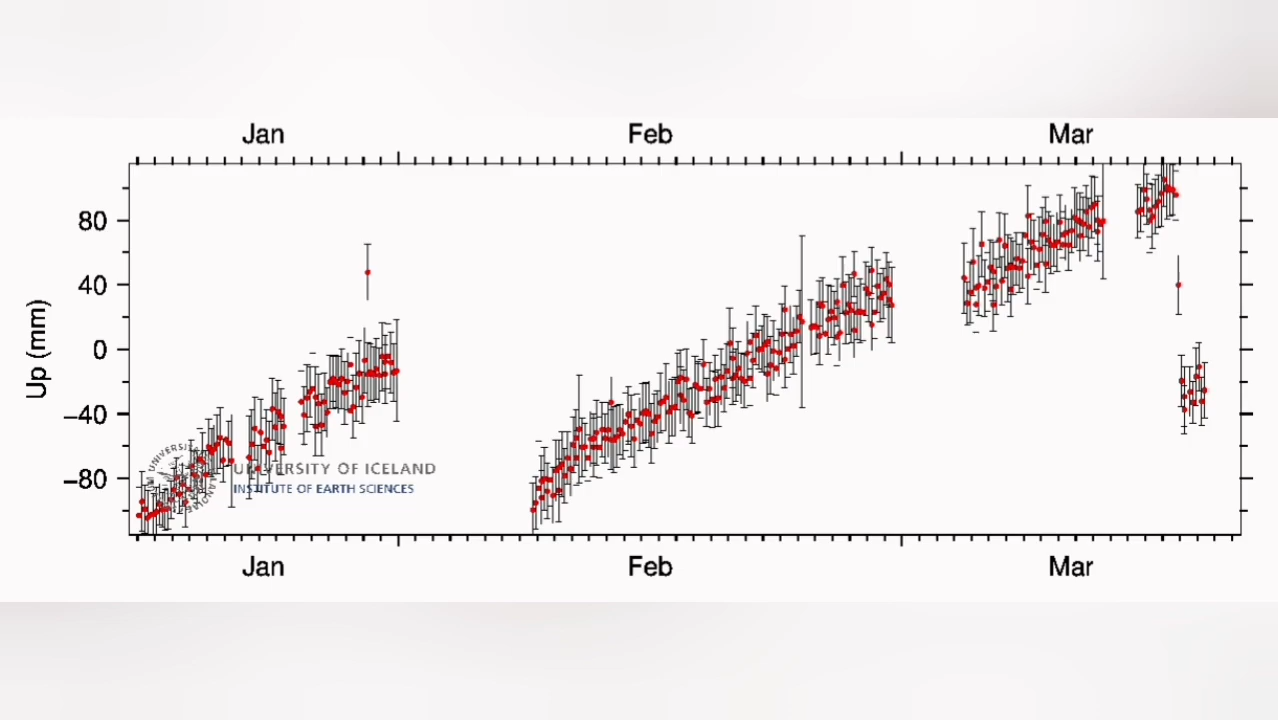 Jan Feb Mar
Up (mm)
80
40
0
−40
−80
UNIVERSITY OF ICELAND
INSTITUTE OF EARTH SCIENCES
Jan Feb Mar